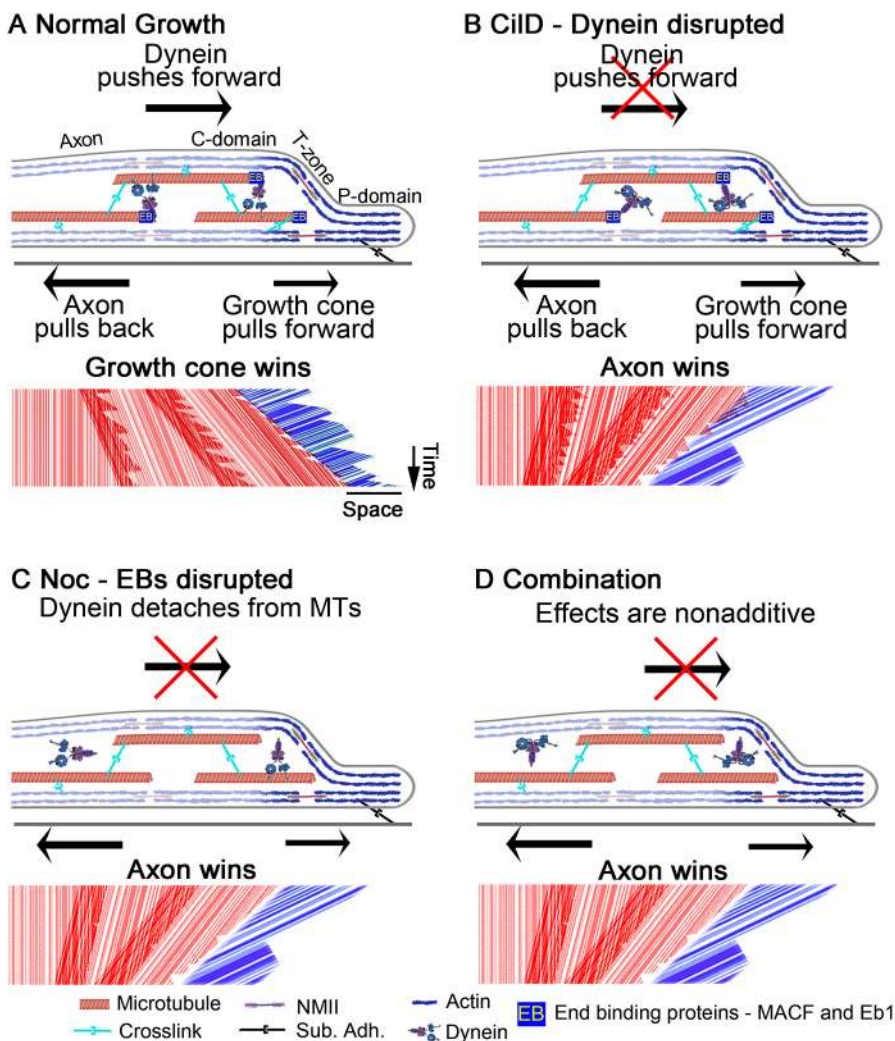 A Normal Growth
Dynein
pushes forward
Axon
C-domain
T-zone
P-domain
EB
EB
EB
Axon
pulls back
Growth cone
pulls forward
Growth cone wins
Time
Space
B CilD - Dynein disrupted
Dynein
pushes forward
EB
EB
EB
Axon
pulls back
Growth cone
pulls forward
Axon wins
C Noc - EBs disrupted
Dynein detaches from MTs
Axon wins
D Combination
Effects are nonadditive
Axon wins
Microtubule
NMII
Actin
EB End binding proteins - MACF and Eb1
Crosslink
Sub. Adh.
Dynein